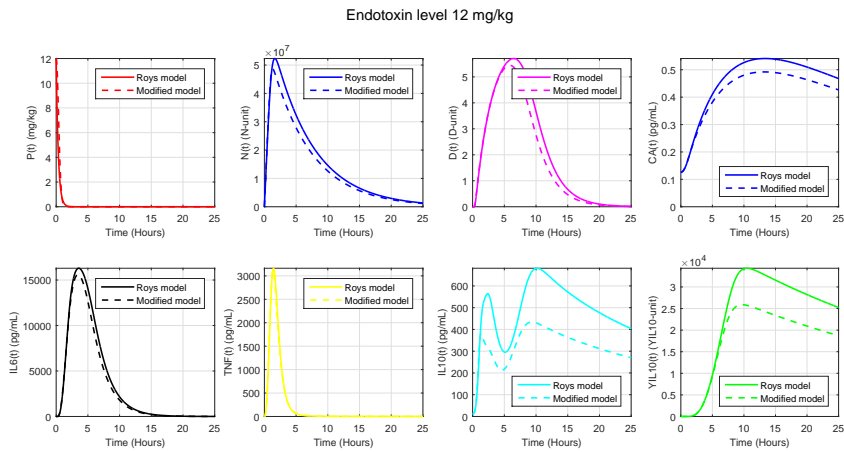 Endotoxin level 12 mg/kg
P(t) (mg/kg)
12
10
8
6
4
2
0
0 5 10 15 20 25
Time (Hours)
Roys model
Modified model
×10⁷
N(t) (N-unit)
5
4
3
2
1
0
0 5 10 15 20 25
Time (Hours)
Roys model
Modified model
D(t) (D-unit)
5
4
3
2
1
0
0 5 10 15 20 25
Time (Hours)
Roys model
Modified model
CA(t) (pg/mL)
0.5
0.4
0.3
0.2
0.1
0
0 5 10 15 20 25
Time (Hours)
Roys model
Modified model
IL6(t) (pg/mL)
15000
10000
5000
0
0 5 10 15 20 25
Time (Hours)
Roys model
Modified model
TNF(t) (pg/mL)
3000
2500
2000
1500
1000
500
0
0 5 10 15 20 25
Time (Hours)
Roys model
Modified model
IL10(t) (pg/mL)
600
500
400
300
200
100
0
0 5 10 15 20 25
Time (Hours)
Roys model
Modified model
×10⁴
YIL10(t) (YIL10-unit)
3
2.5
2
1.5
1
0.5
0
0 5 10 15 20 25
Time (Hours)
Roys model
Modified model